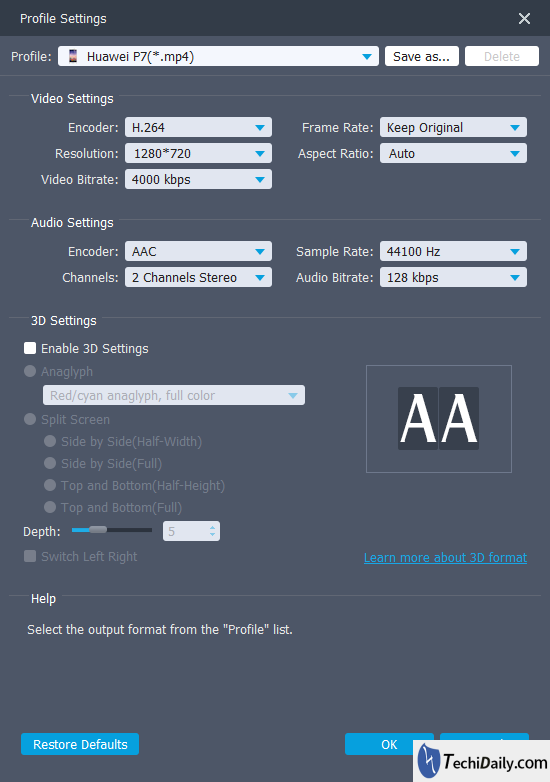 Profile Settings
Profile: Huawei P7(*.mp4) Save as... Delete
Video Settings
Encoder: H.264 Frame Rate: Keep Original
Resolution: 1280*720 Aspect Ratio: Auto
Video Bitrate: 4000 kbps
Audio Settings
Encoder: AAC Sample Rate: 44100 Hz
Channels: 2 Channels Stereo Audio Bitrate: 128 kbps
3D Settings
Enable 3D Settings
Anaglyph
Red/cyan anaglyph, full color
Split Screen
AA
Side by Side(Half-Width)
Side by Side(Full)
Top and Bottom(Half-Height)
Top and Bottom(Full)
Depth: 5
Switch Left Right Learn more about 3D format
Help
Select the output format from the "Profile" list.
Restore Defaults OK
TechiDaily.com